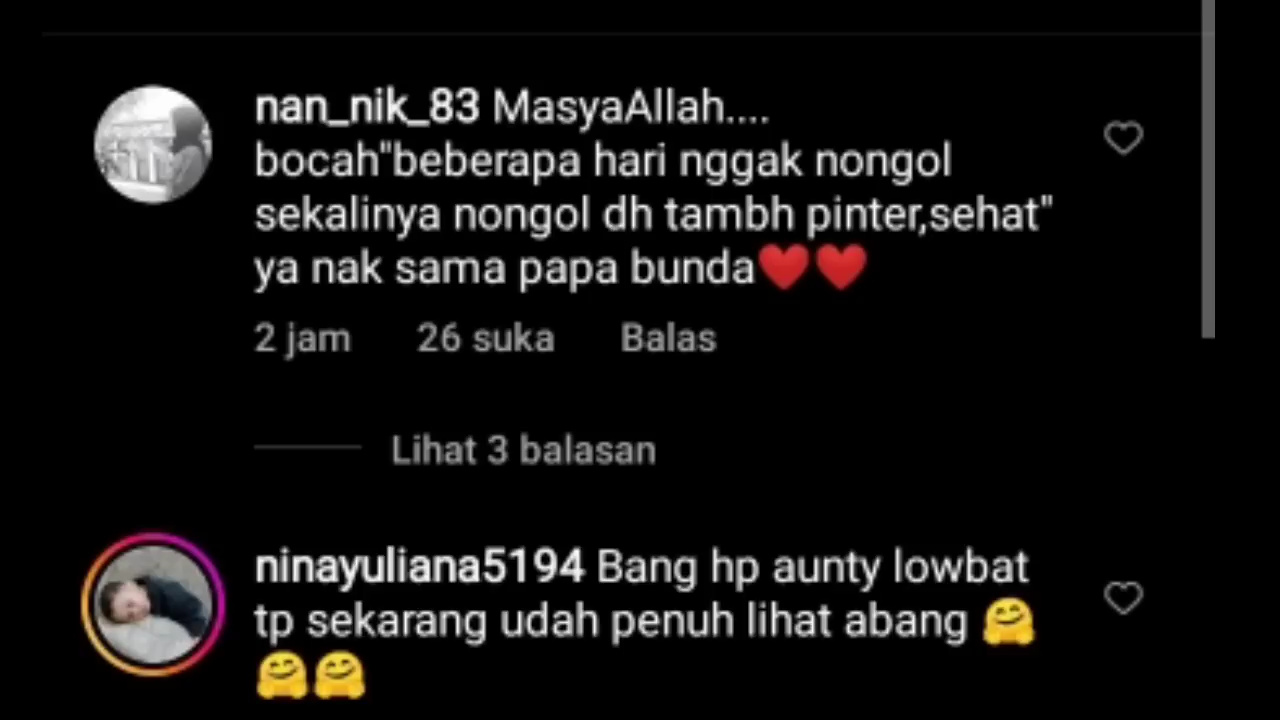 nan_nik_83 MasyaAllah....
bocah"beberapa hari nggak nongol
sekalinya nongol dh tambh pinter,sehat"
ya nak sama papa bunda❤️❤️
2 jam 26 suka Balas
Lihat 3 balasan
ninayuliana5194 Bang hp aunty lowbat
tp sekarang udah penuh lihat abang 🤗
🤗🤗